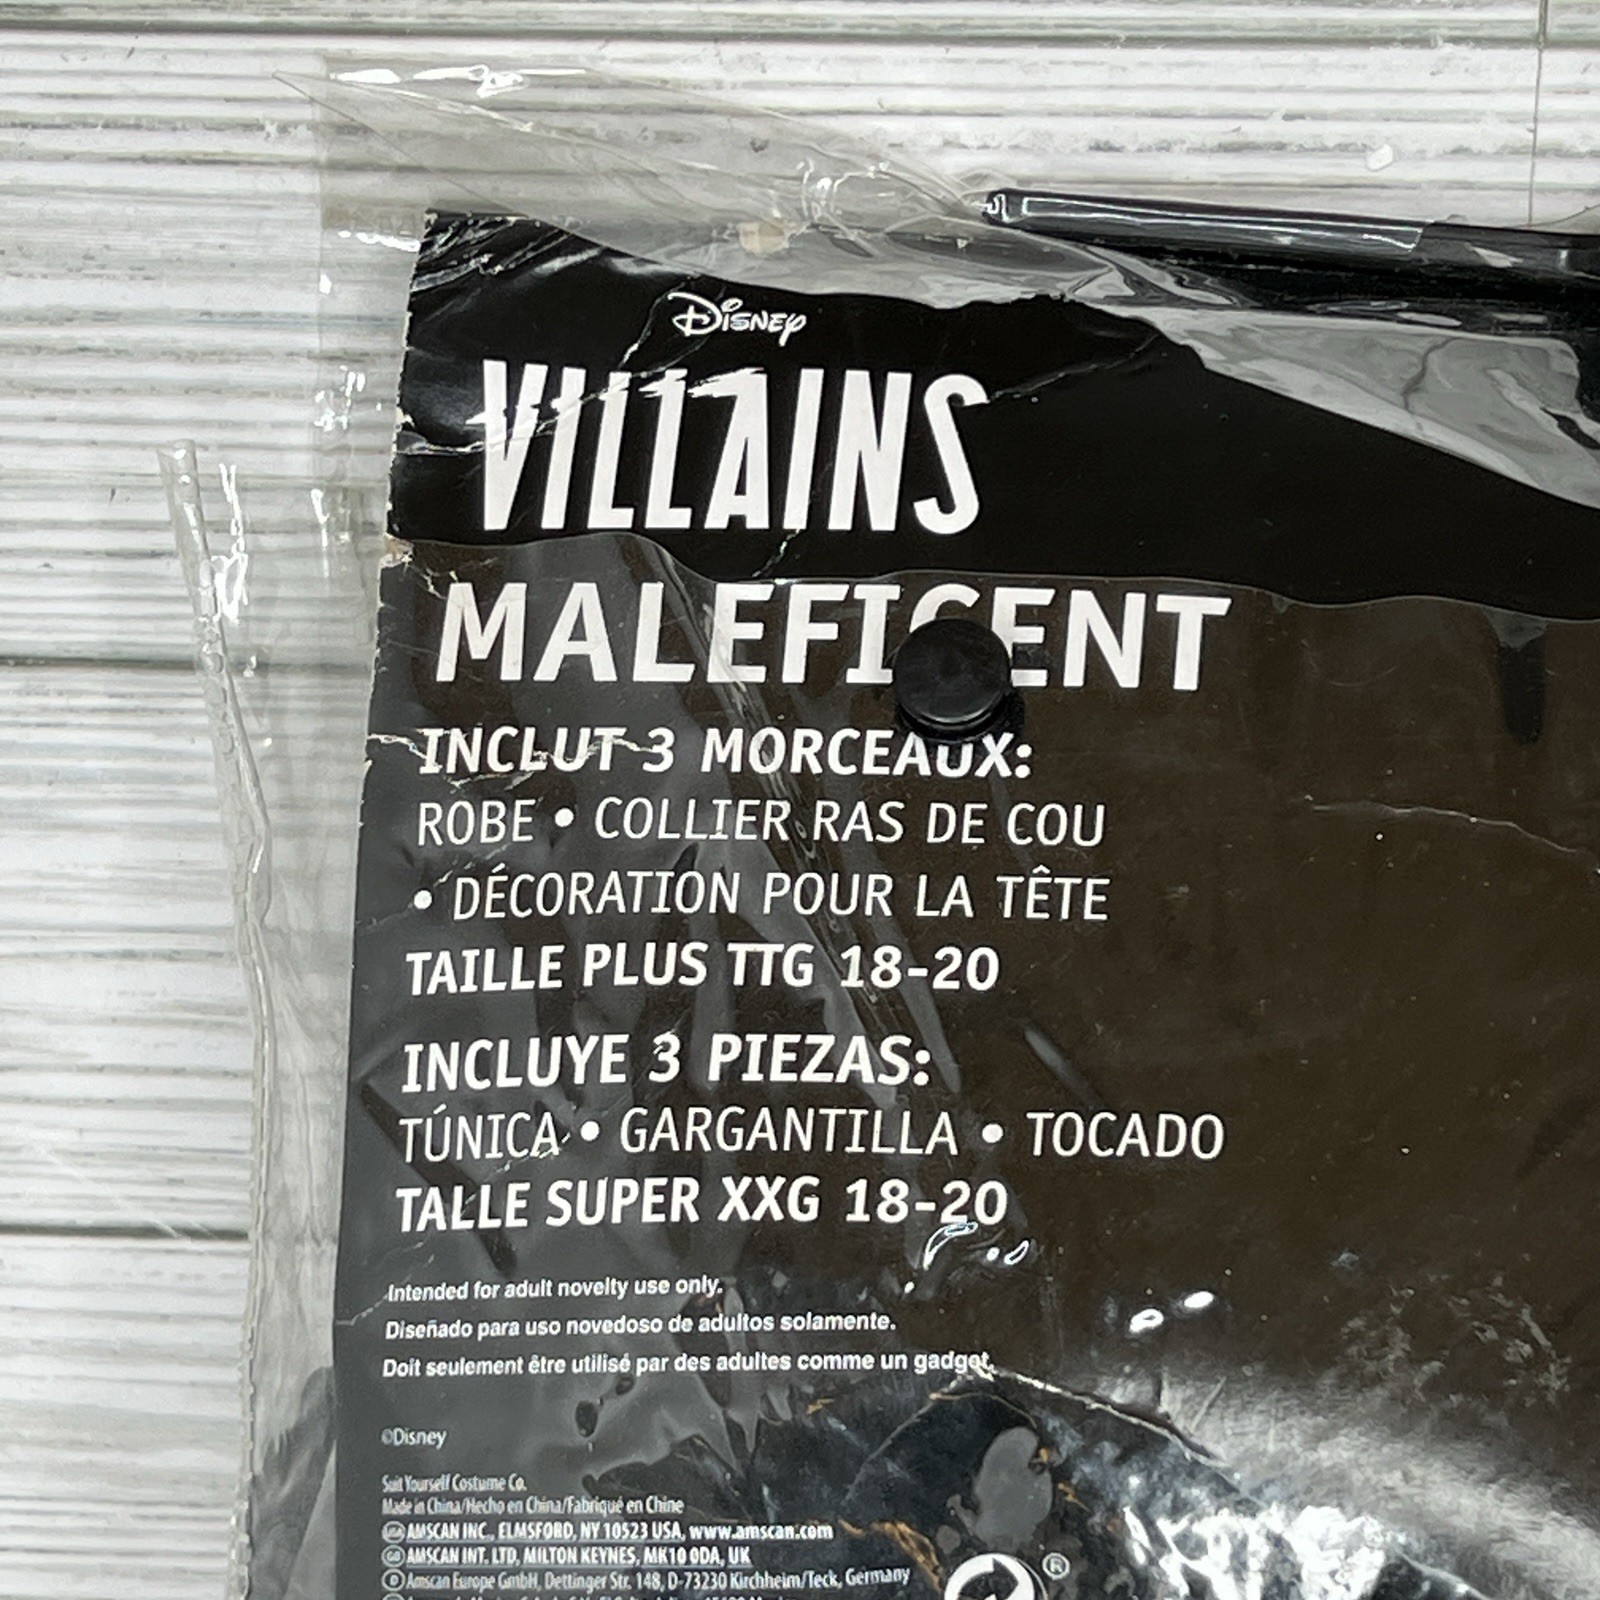 Disney
VILLAINS
MALEFICENT
INCLUT 3 MORCEAUX:
ROBE • COLLIER RAS DE COU
• DÉCORATION POUR LA TÊTE
TAILLE PLUS TTG 18-20
INCLUYE 3 PIEZAS:
TÚNICA • GARGANTILLA • TOCADO
TALLE SUPER XXG 18-20
Intended for adult novelty use only.
Diseñado para uso novedoso de adultos solamente.
Doit seulement être utilisé par des adultes comme un gadget.
©Disney
Suit Yourself Costume Co.
Made in China/Hecho en China/Fabriqué en Chine
USA AMSCAN INC., ELMSFORD, NY 10523 USA, www.amscan.com
GB AMSCAN INT. LTD, MILTON KEYNES, MK10 0DA, UK
D Amscan Europe GmbH, Dettinger Str. 148, D-73230 Kirchheim/Teck, Germany
®